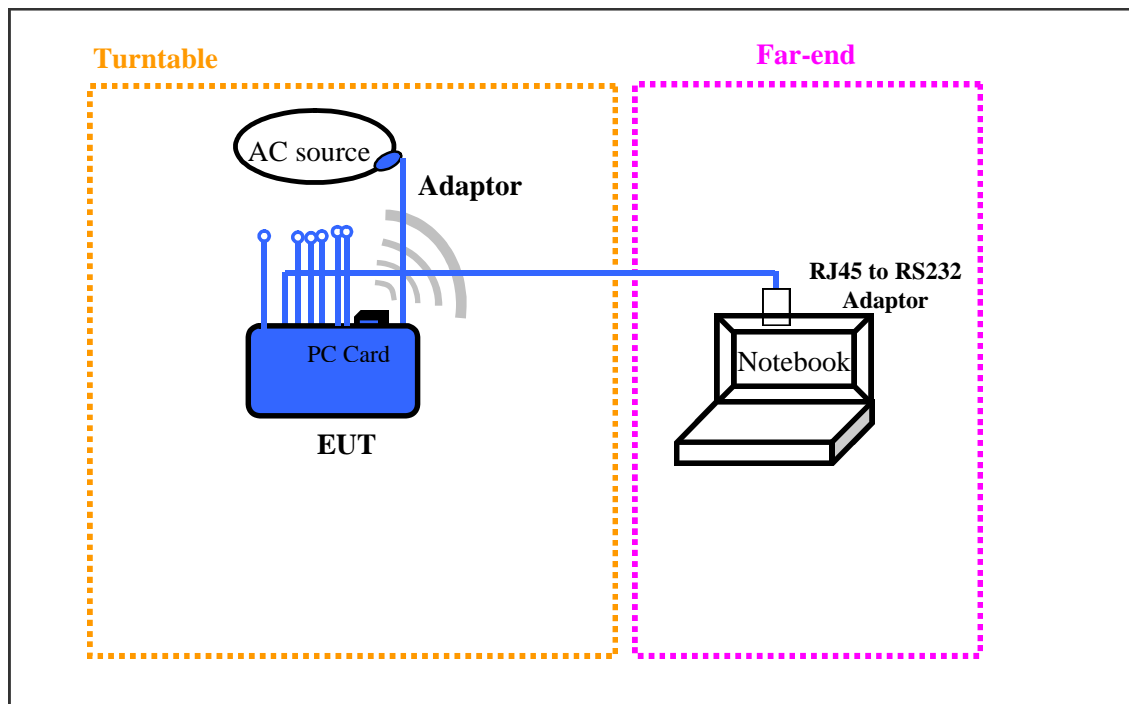 Turntable
Far-end
AC source
Adaptor
RJ45 to RS232
Adaptor
PC Card
Notebook
EUT